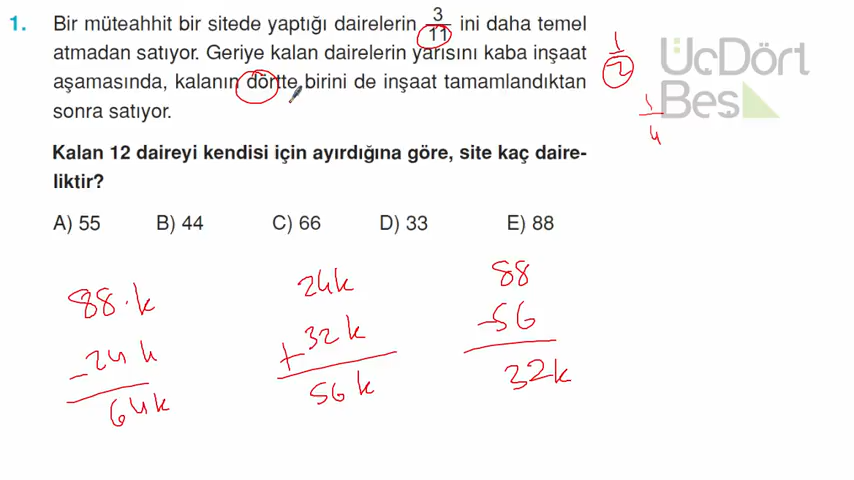 1. Bir müteahhit bir sitede yaptığı dairelerin 3/11 ini daha temel
atmadan satıyor. Geriye kalan dairelerin yarısını kaba inşaat
aşamasında, kalanın dörtte birini de inşaat tamamlandıktan
sonra satıyor.
Kalan 12 daireyi kendisi için ayırdığına göre, site kaç daire-
liktir?
A) 55 B) 44 C) 66 D) 33 E) 88
1/2
ÜçDört
Beş
1/4
88·k
-24k
64k
24k
+32k
56k
88
-56
32k